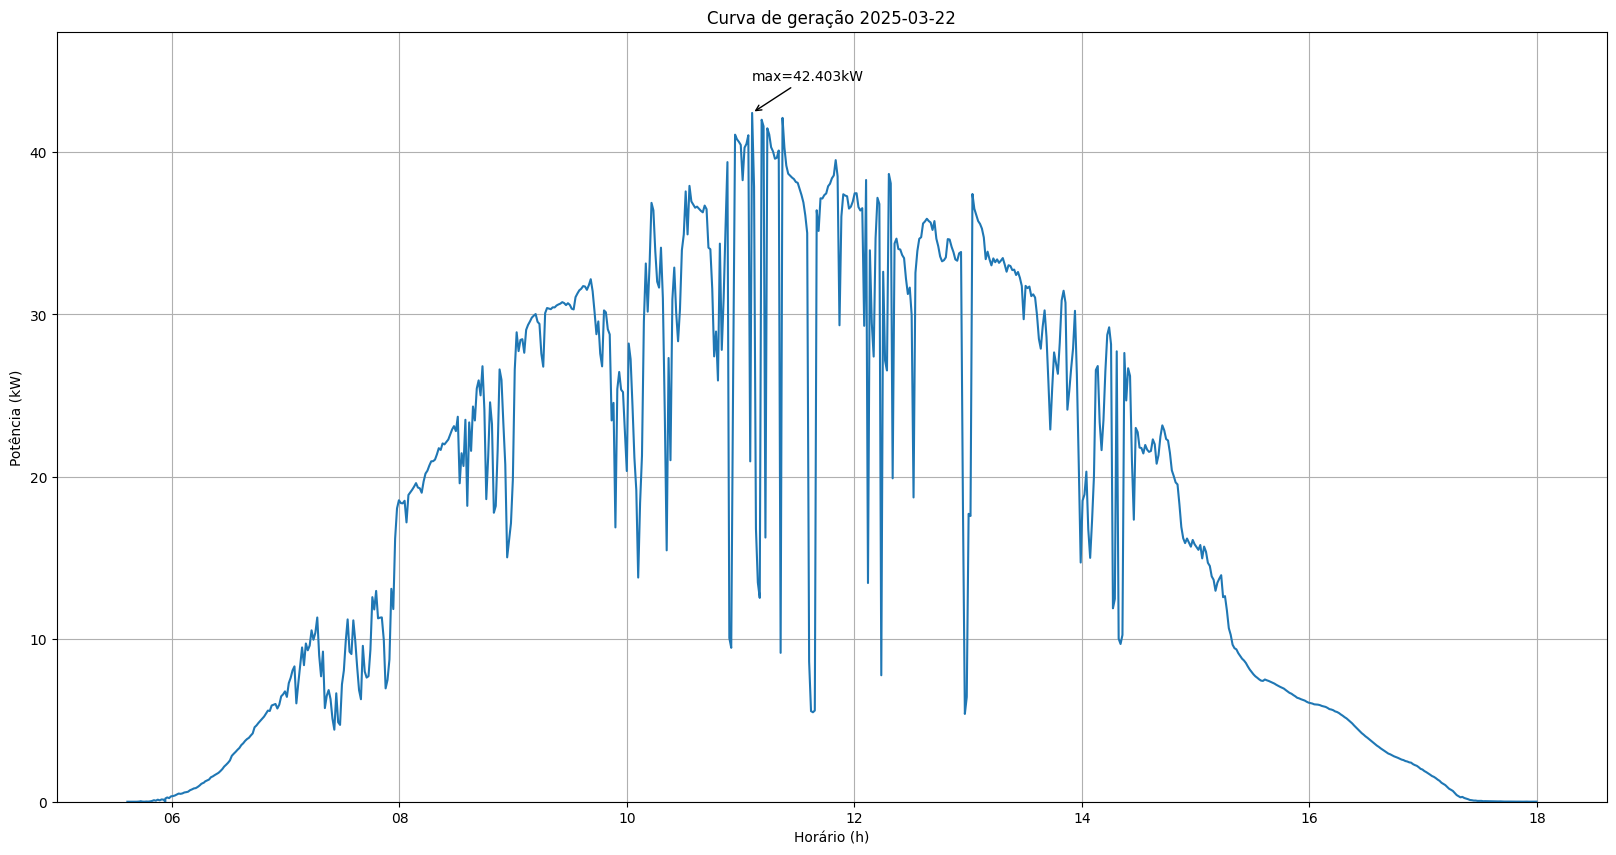 Curva de geração 2025-03-22
max=42.403kW
Potência (kW)
40
30
20
10
0
06 08 10 12 14 16 18
Horário (h)